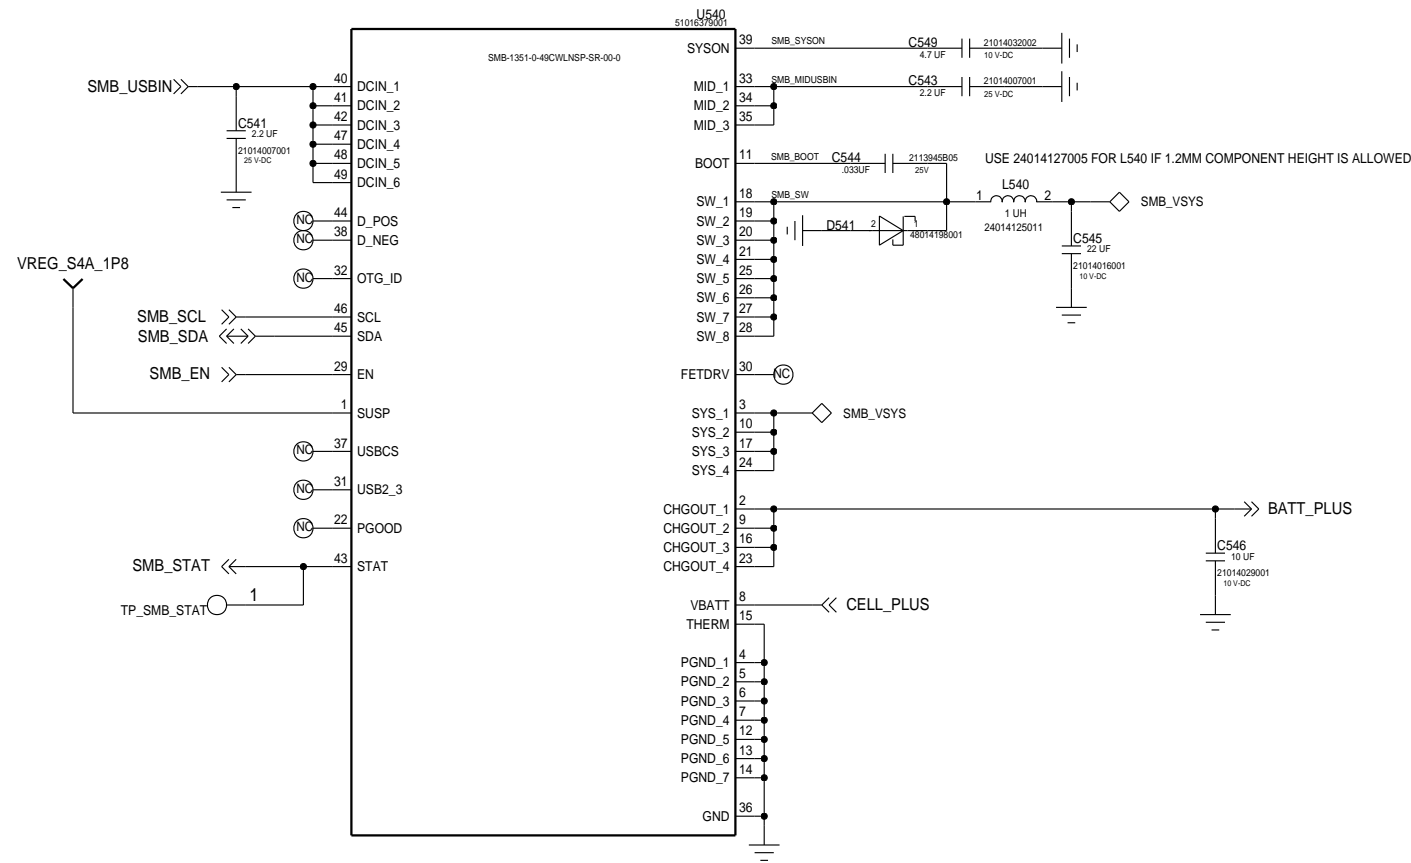 U540
51016379001
SMB-1351-0-49CWLNSP-SR-00-0
SMB_USBIN
40 DCIN_1
41 DCIN_2
42 DCIN_3
47 DCIN_4
48 DCIN_5
49 DCIN_6
C541
2.2 UF
21014007001
25 V-DC
NC 44 D_POS
NC 38 D_NEG
NC 32 OTG_ID
VREG_S4A_1P8
SMB_SCL 46 SCL
SMB_SDA 45 SDA
SMB_EN 29 EN
1 SUSP
NC 37 USBCS
NC 31 USB2_3
NC 22 PGOOD
SMB_STAT 43 STAT
TP_SMB_STAT 1
SYSON 39 SMB_SYSON C549 21014032002
4.7 UF 10 V-DC
MID_1 33 SMB_MIDUSBIN C543 21014007001
2.2 UF 25 V-DC
MID_2 34
MID_3 35
BOOT 11 SMB_BOOT C544 2113945B05
.033UF 25V
USE 24014127005 FOR L540 IF 1.2MM COMPONENT HEIGHT IS ALLOWED
SW_1 18 SMB_SW
SW_2 19
SW_3 20
SW_4 21
SW_5 25
SW_6 26
SW_7 27
SW_8 28
D541 2 1
48014198001
L540
1 2
1 UH
24014125011
SMB_VSYS
C545
22 UF
21014016001
10 V-DC
FETDRV 30 NC
SYS_1 3 SMB_VSYS
SYS_2 10
SYS_3 17
SYS_4 24
CHGOUT_1 2 BATT_PLUS
CHGOUT_2 9
CHGOUT_3 16
CHGOUT_4 23
C546
10 UF
21014029001
10 V-DC
VBATT 8 CELL_PLUS
THERM 15
PGND_1 4
PGND_2 5
PGND_3 6
PGND_4 7
PGND_5 12
PGND_6 13
PGND_7 14
GND 36